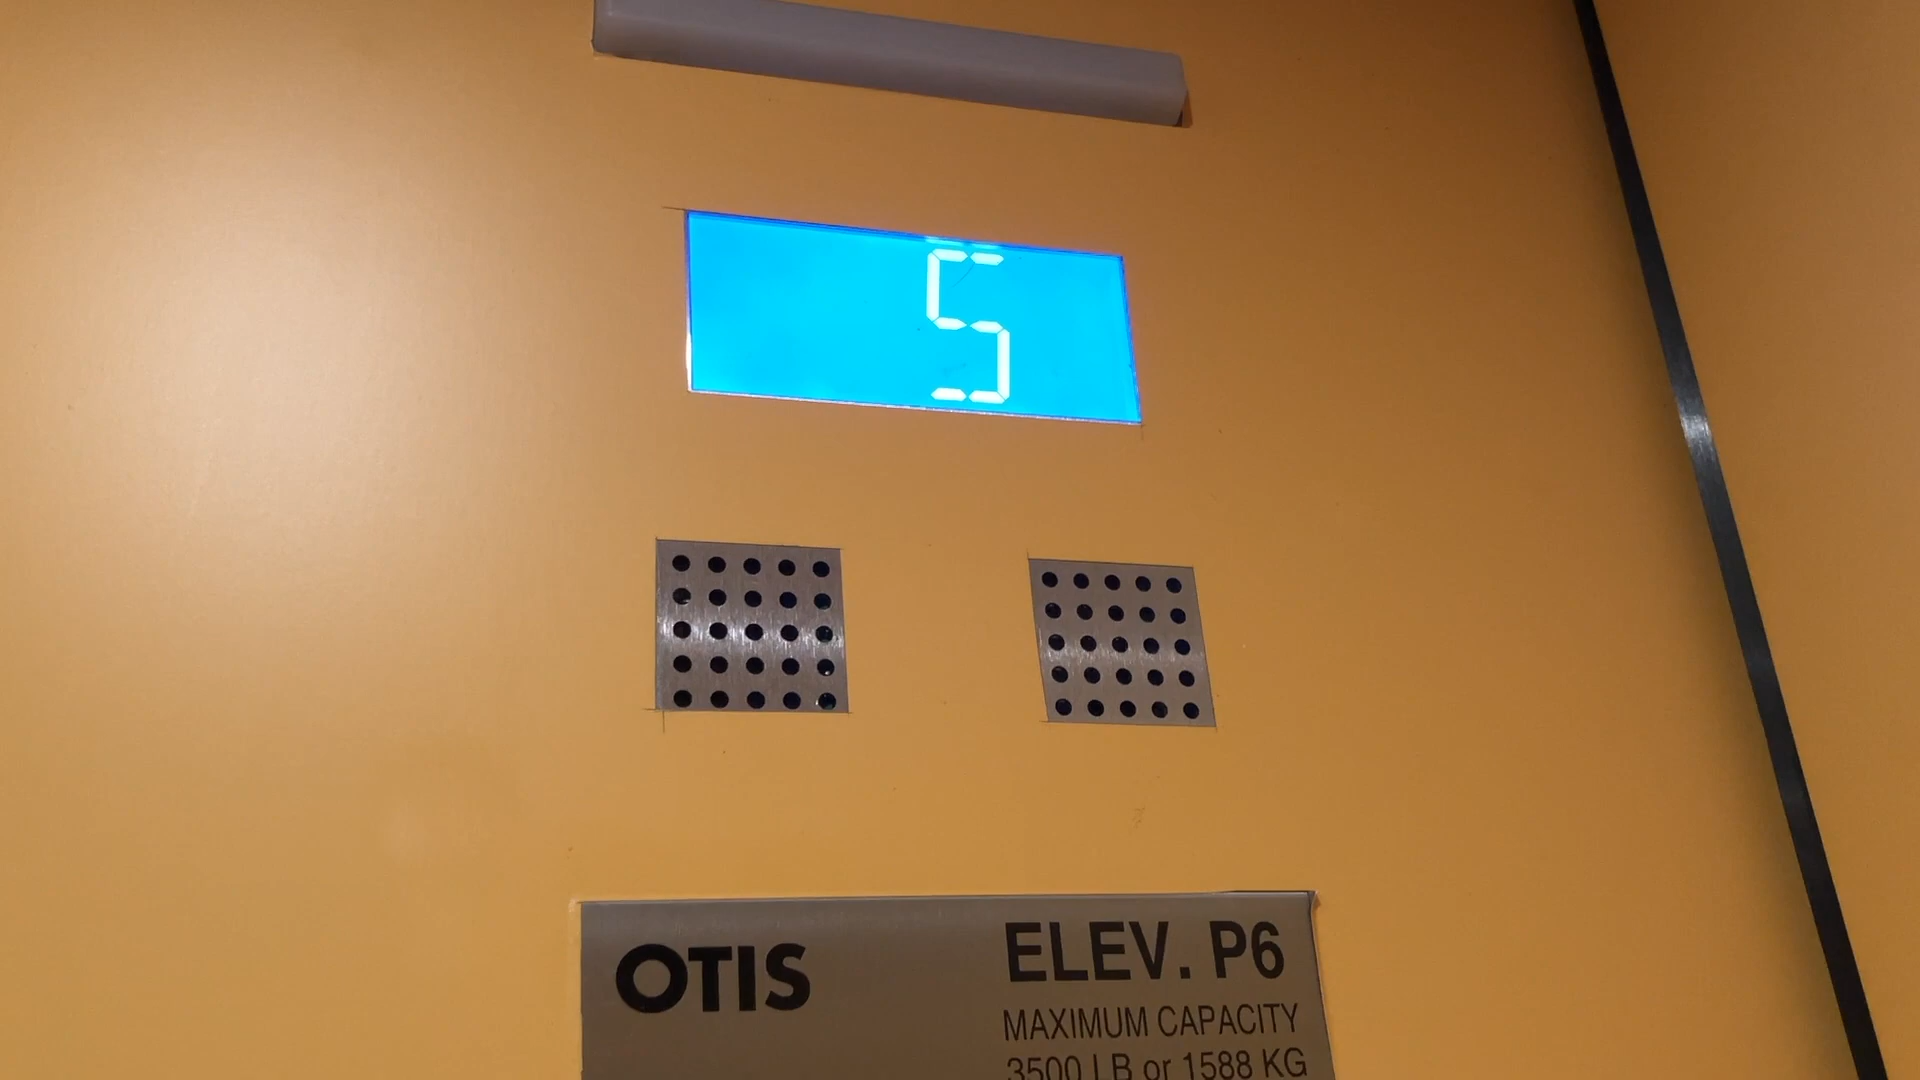 5
OTIS
ELEV. P6
MAXIMUM CAPACITY
3500 LB or 1588 KG